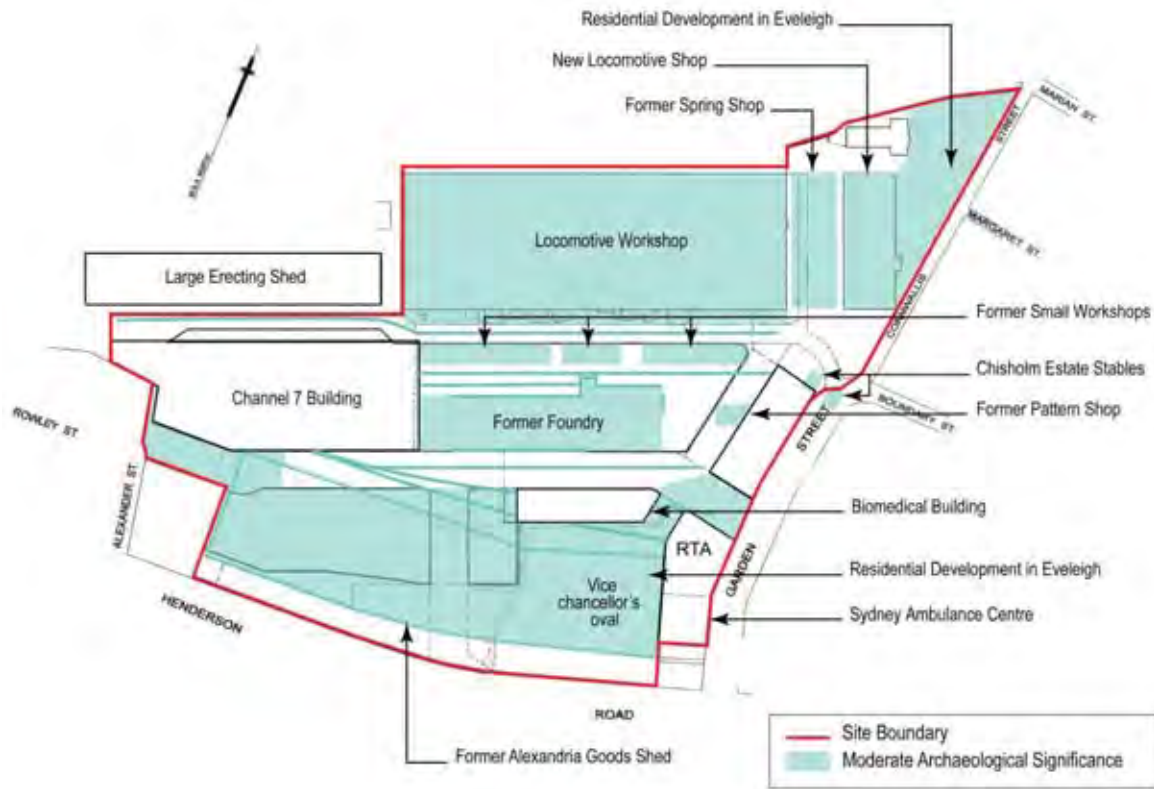 Residential Development in Eveleigh
New Locomotive Shop
Former Spring Shop
MARIAN ST.
STREET
MARGARET ST.
Locomotive Workshop
Large Erecting Shed
CORNWALLIS
Former Small Workshops
Chisholm Estate Stables
Channel 7 Building
BOUNDARY ST.
Former Pattern Shop
ROWLEY ST.
Former Foundry
STREET
ALEXANDER ST.
Biomedical Building
RTA
Residential Development in Eveleigh
GARDEN
Vice
chancellor's
oval
HENDERSON
Sydney Ambulance Centre
ROAD
Site Boundary
Former Alexandria Goods Shed
Moderate Archaeological Significance